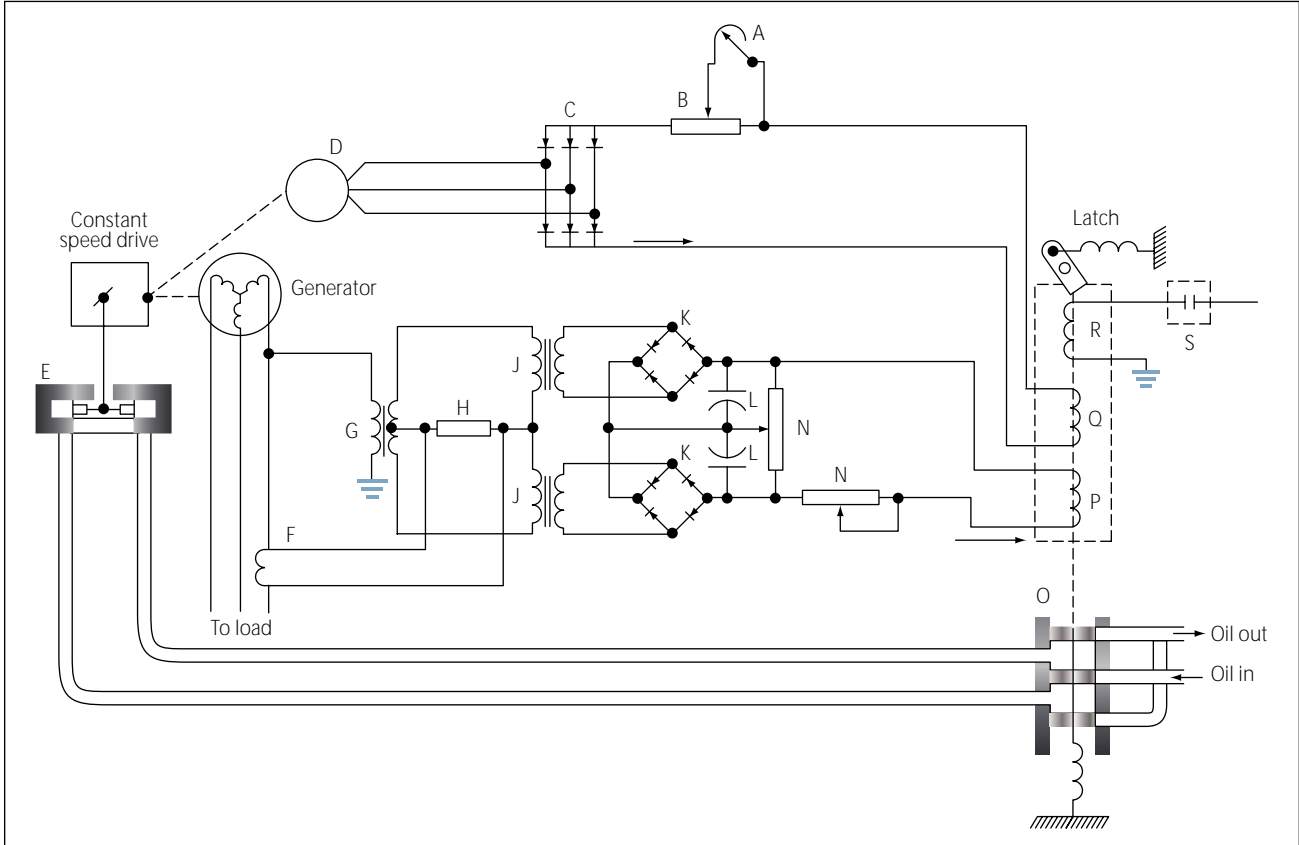 A
B
C
D
Constant
speed drive
Latch
Generator
K
R
S
E
J
L
Q
H
G
N
L
K
N
J
P
F
O
To load
Oil out
Oil in